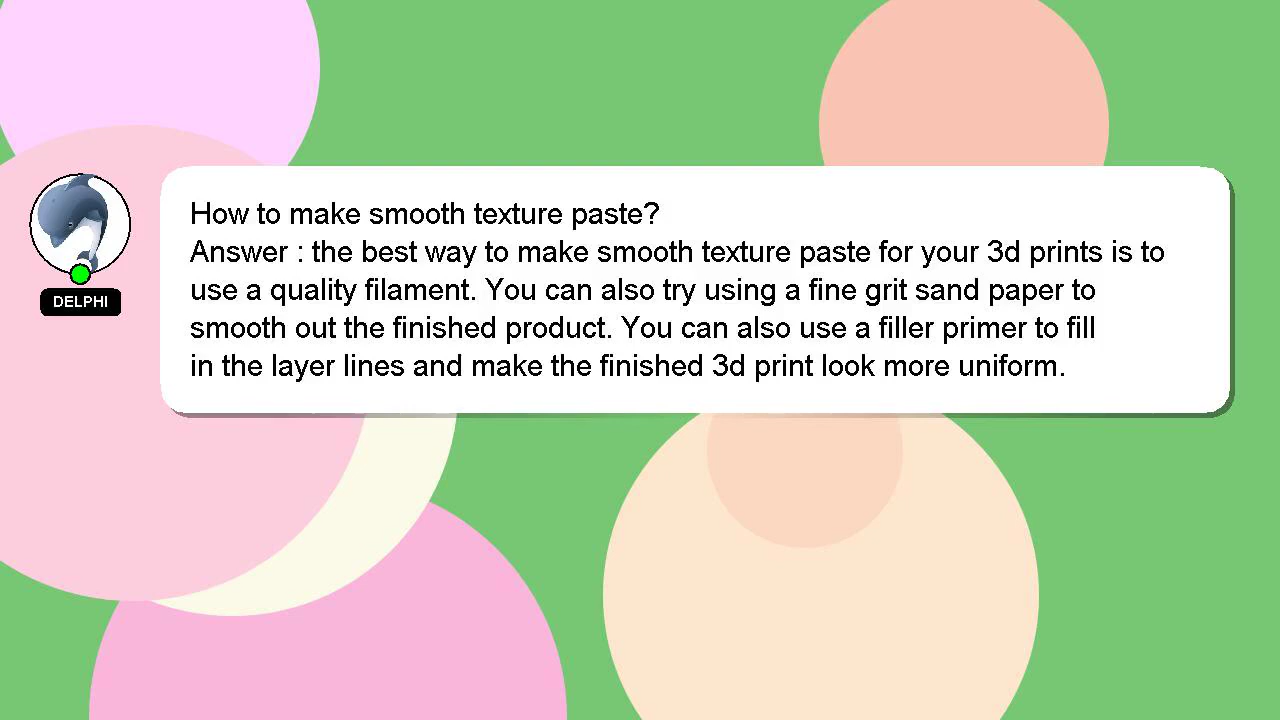 How to make smooth texture paste?
Answer : the best way to make smooth texture paste for your 3d prints is to
use a quality filament. You can also try using a fine grit sand paper to
smooth out the finished product. You can also use a filler primer to fill
in the layer lines and make the finished 3d print look more uniform.
DELPHI